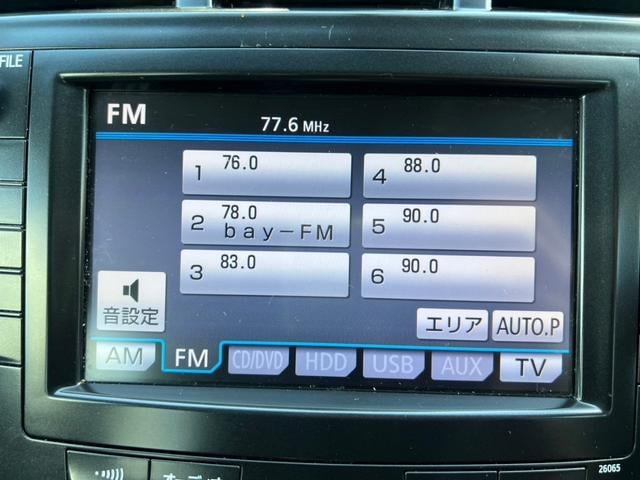 FILE
FM
77.6 MHz
1 76.0
4 88.0
2 78.0
bay-FM
5 90.0
3 83.0
6 90.0
音設定
エリア
AUTO.P
AM
FM
CD/DVD
HDD
USB
AUX
TV
26065